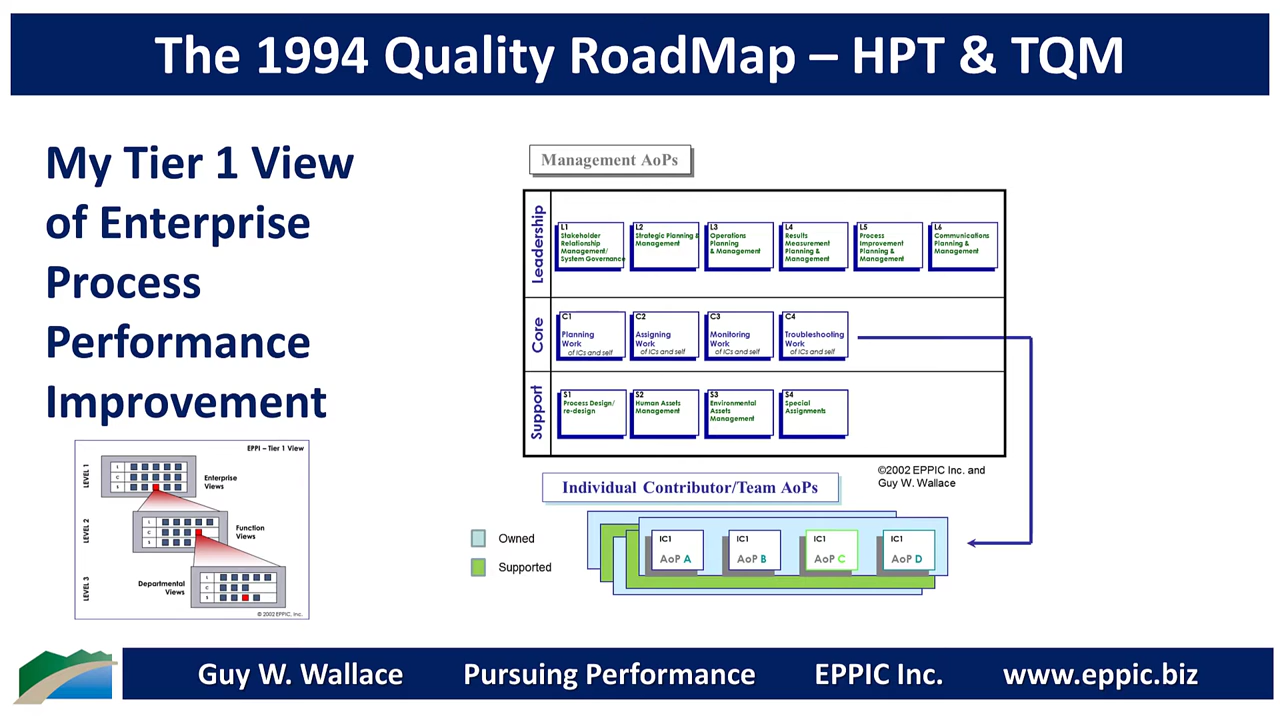 The 1994 Quality RoadMap – HPT & TQM
My Tier 1 View
of Enterprise
Process
Performance
Improvement
EPPI – Tier 1 View
LEVEL 1
L
C
S
Enterprise
Views
LEVEL 2
L
C
S
Function
Views
LEVEL 3
Departmental
Views
L
C
S
© 2002 EPPIC, Inc.
Management AoPs
Leadership
L1
Stakeholder
Relationship
Management/
System Governance
L2
Strategic Planning &
Management
L3
Operations
Planning
& Management
L4
Results
Measurement
Planning &
Management
L5
Process
Improvement
Planning &
Management
L6
Communications
Planning &
Management
Core
C1
Planning
Work
of ICs and self
C2
Assigning
Work
of ICs and self
C3
Monitoring
Work
of ICs and self
C4
Troubleshooting
Work
of ICs and self
Support
S1
Process Design/
re-design
S2
Human Assets
Management
S3
Environmental
Assets
Management
S4
Special
Assignments
©2002 EPPIC Inc. and
Guy W. Wallace
Individual Contributor/Team AoPs
Owned
Supported
IC1
AoP A
IC1
AoP B
IC1
AoP C
IC1
AoP D
Guy W. Wallace Pursuing Performance EPPIC Inc. www.eppic.biz